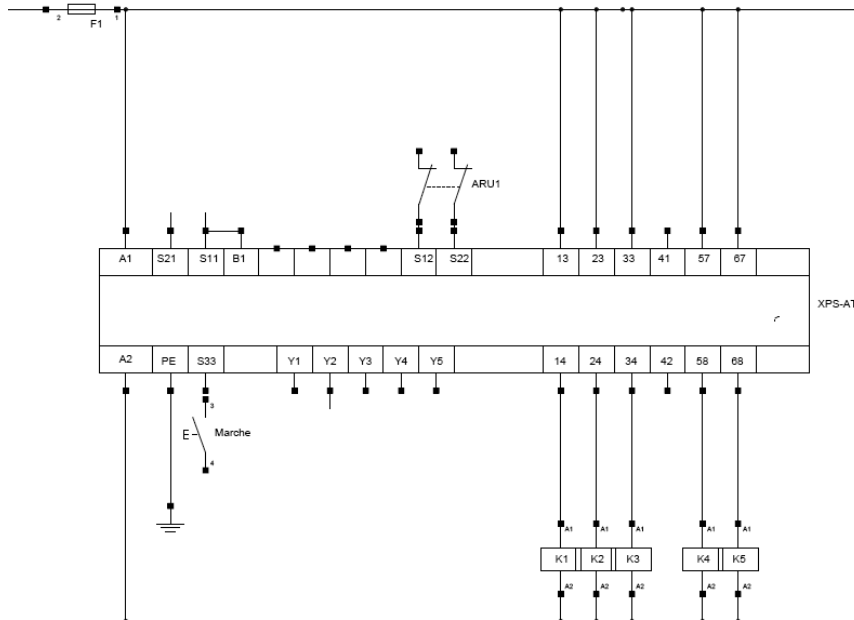 2 1
F1
ARU1
A1 S21 S11 B1 S12 S22 13 23 33 41 57 67
XPS-AT
A2 PE S33 Y1 Y2 Y3 Y4 Y5 14 24 34 42 58 68
3
E Marche
4
A1 A1 A1 A1 A1
K1 K2 K3 K4 K5
A2 A2 A2 A2 A2